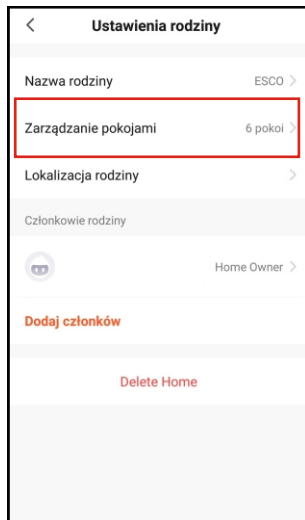 Ustawienia rodziny
Nazwa rodziny ESCO
Zarządzanie pokojami 6 pokoi
Lokalizacja rodziny
Członkowie rodziny
Home Owner
Dodaj członków
Delete Home